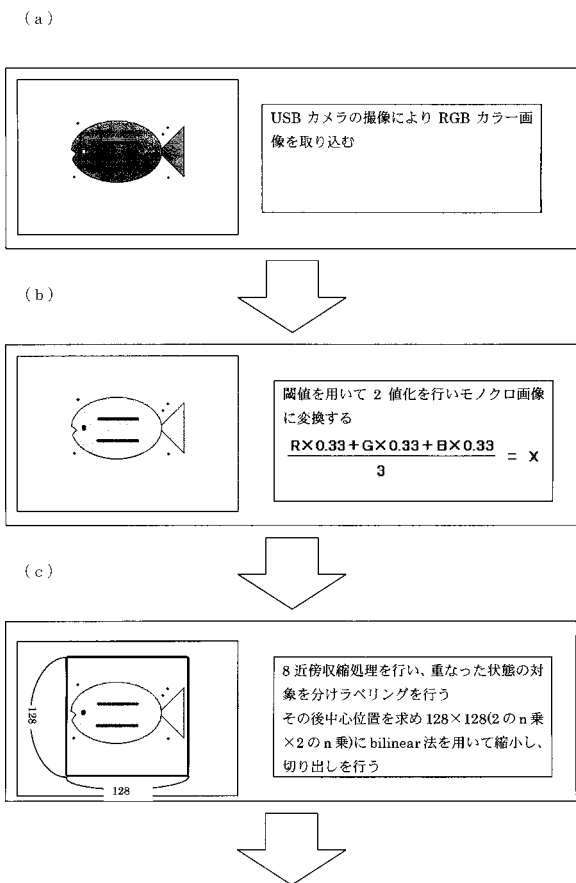 (a)
USB カメラの撮像により RGB カラー画
像を取り込む
(b)
閾値を用いて 2 値化を行いモノクロ画像
に変換する
R×0.33+G×0.33+B×0.33
3
= X
(c)
8 近傍収縮処理を行い、重なった状態の対
象を分けラベリングを行う
その後中心位置を求め 128×128(2 の n 乗
×2 の n 乗)に bilinear 法を用いて縮小し、
切り出しを行う
128
128